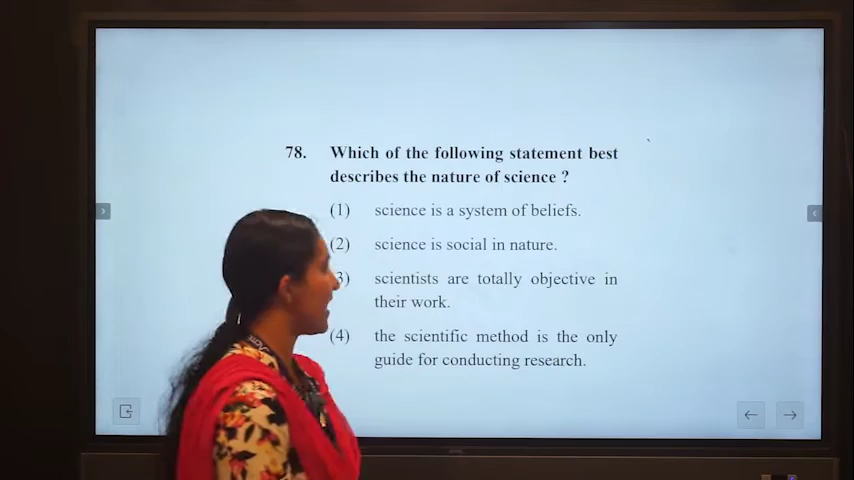 78. Which of the following statement best
describes the nature of science ?
(1) science is a system of beliefs.
(2) science is social in nature.
3) scientists are totally objective in
their work.
(4) the scientific method is the only
guide for conducting research.